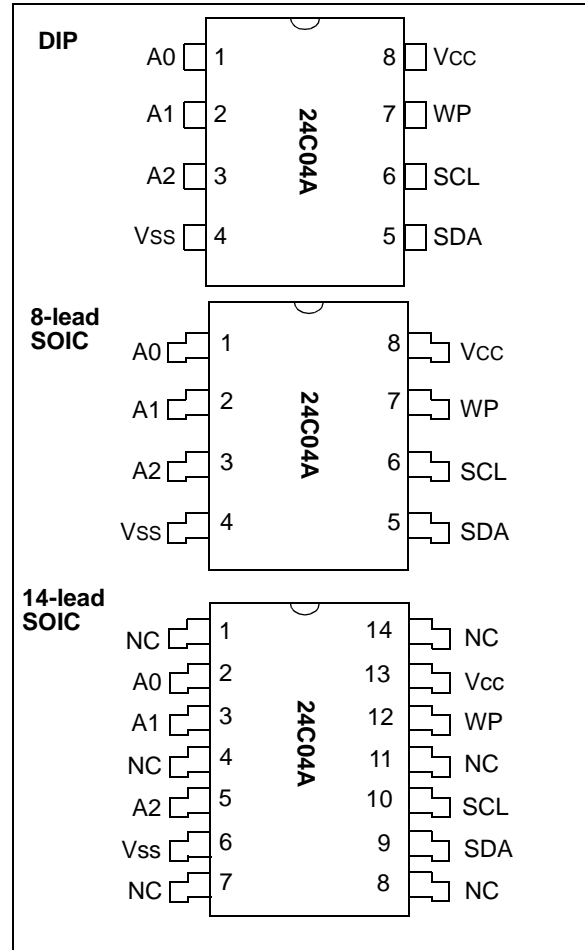 DIP
A0 1 8 VCC
A1 2 7 WP
A2 3 6 SCL
VSS 4 5 SDA
24C04A
8-lead
SOIC
A0 1 8 VCC
A1 2 7 WP
A2 3 6 SCL
VSS 4 5 SDA
24C04A
14-lead
SOIC
NC 1 14 NC
A0 2 13 Vcc
A1 3 12 WP
NC 4 11 NC
A2 5 10 SCL
Vss 6 9 SDA
NC 7 8 NC
24C04A